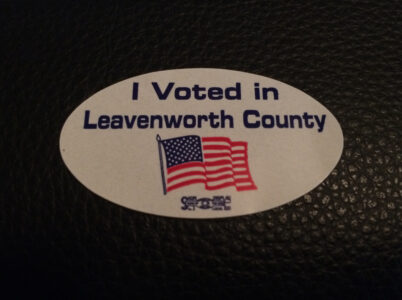 I Voted in
Leavenworth County